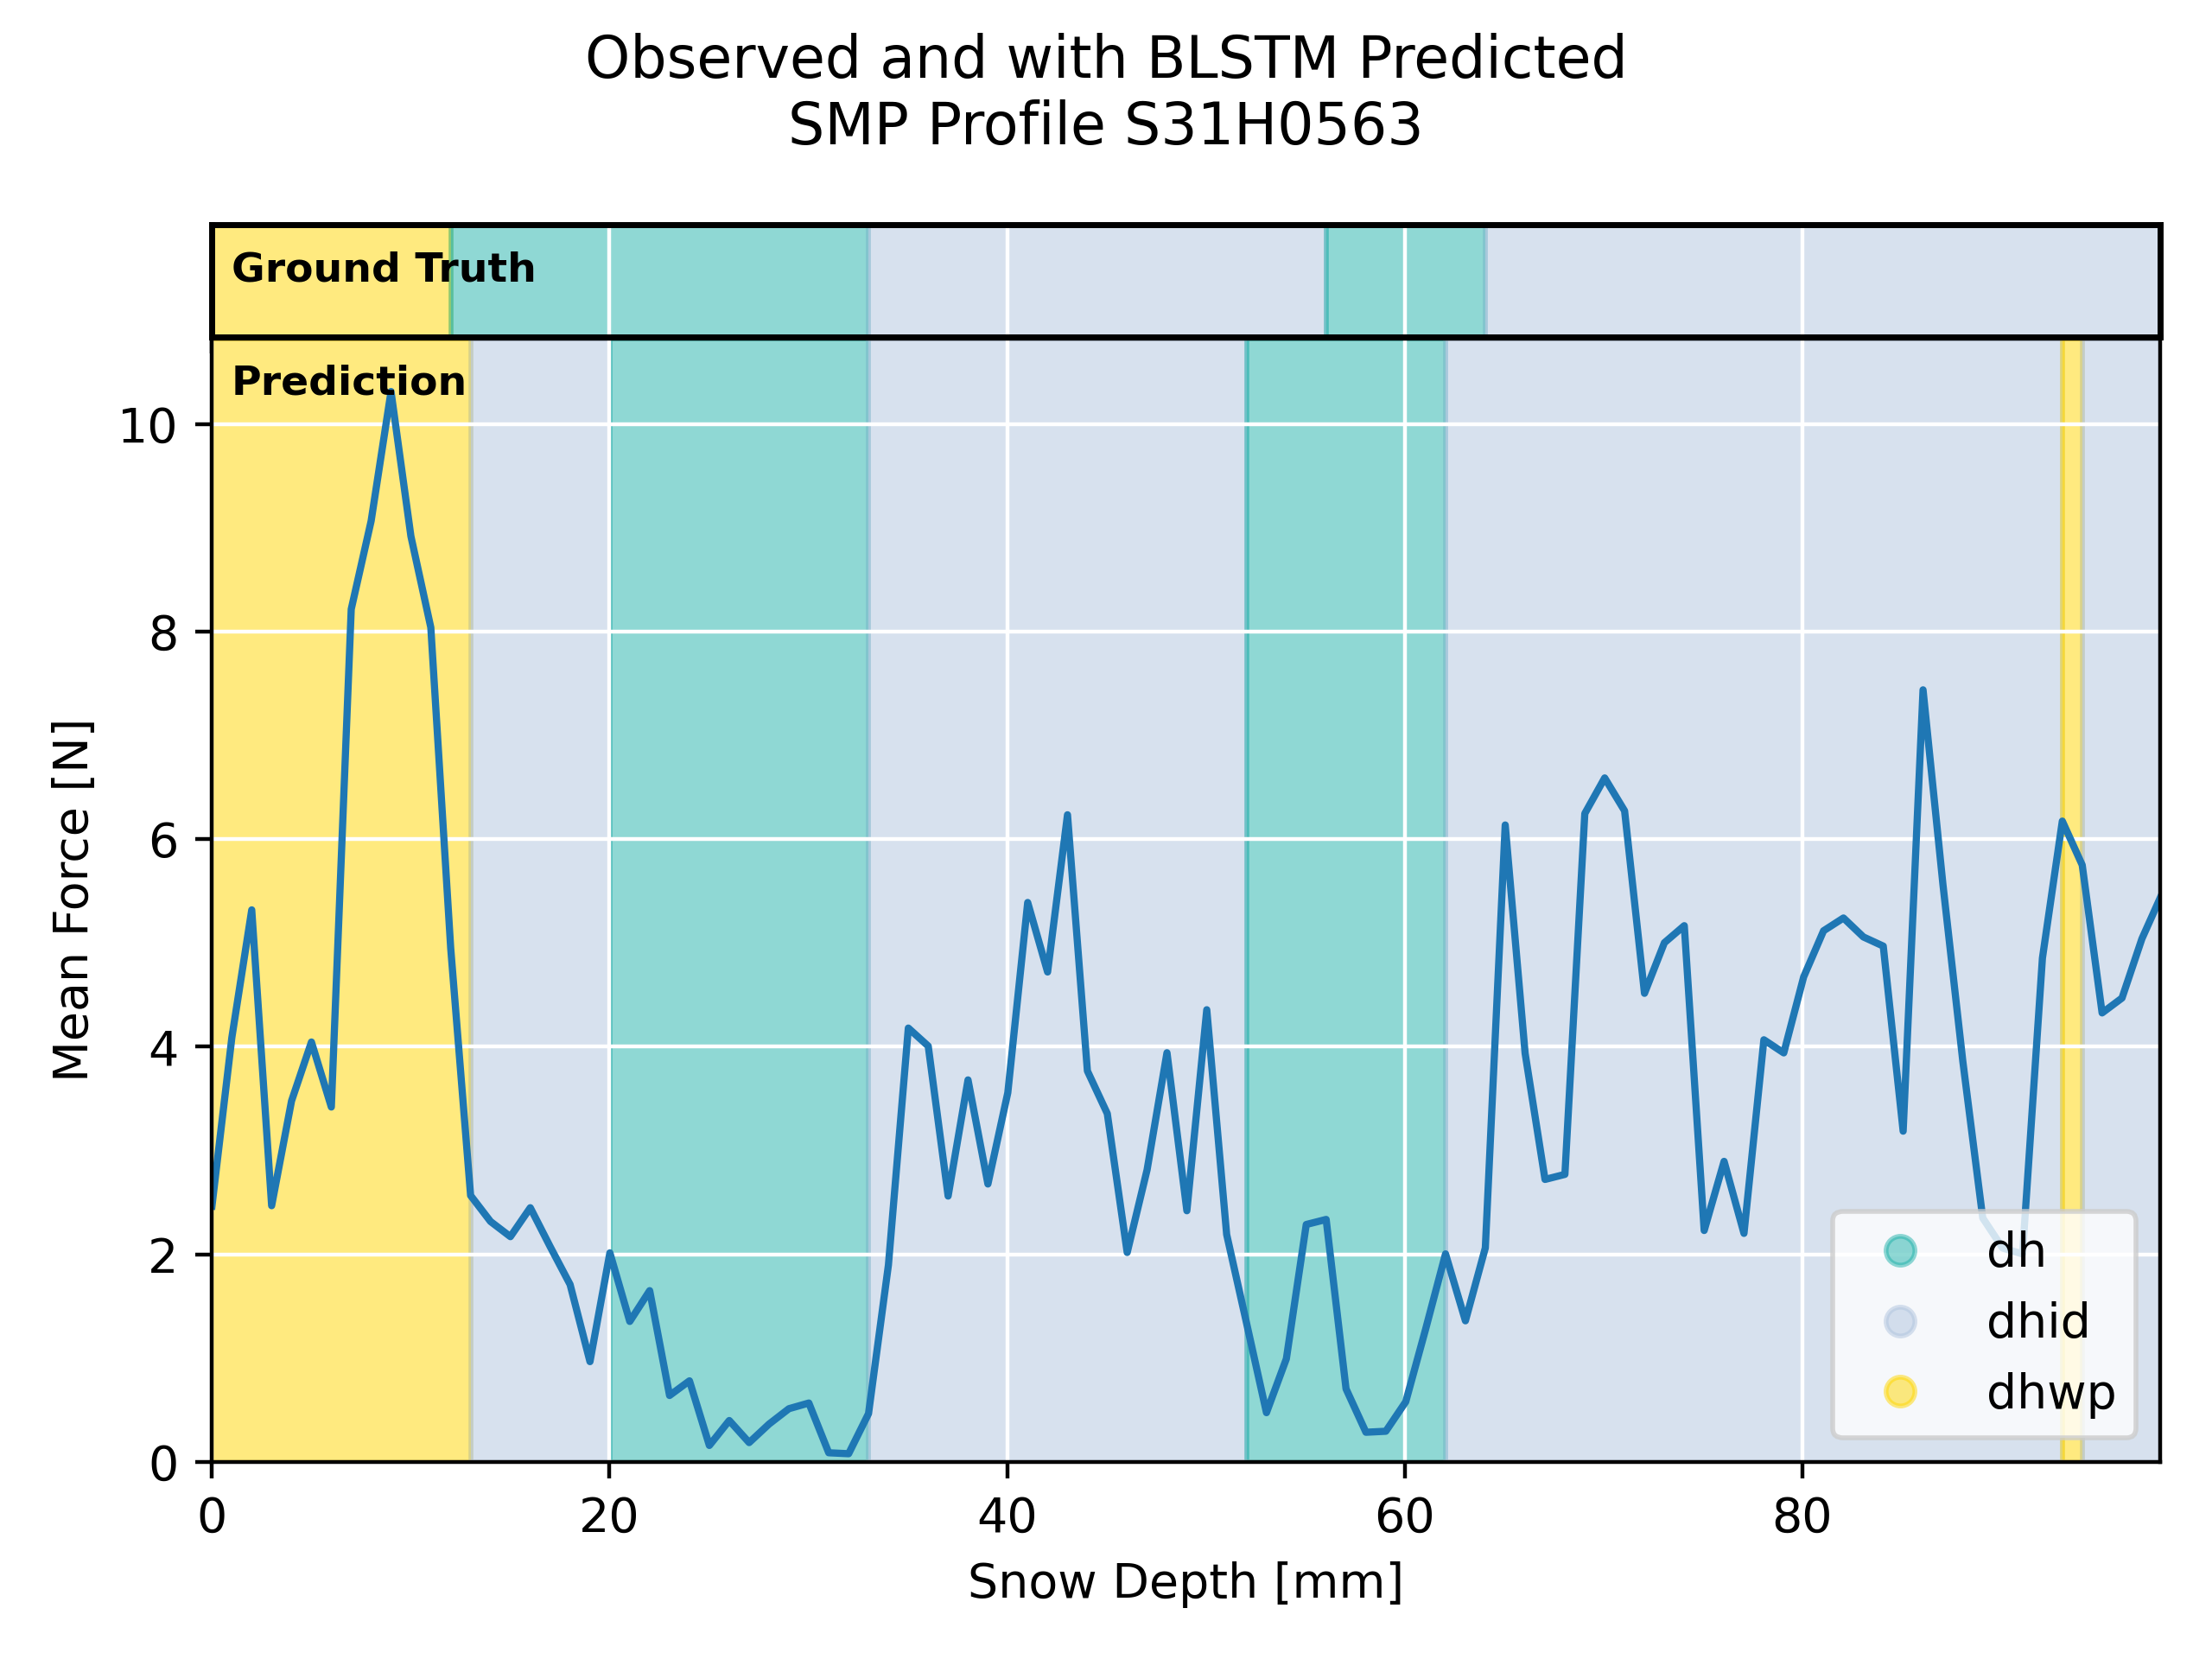 Observed and with BLSTM Predicted
SMP Profile S31H0563
Ground Truth
Prediction
10
8
6
4
2
0
Mean Force [N]
dh
dhid
dhwp
0 20 40 60 80
Snow Depth [mm]